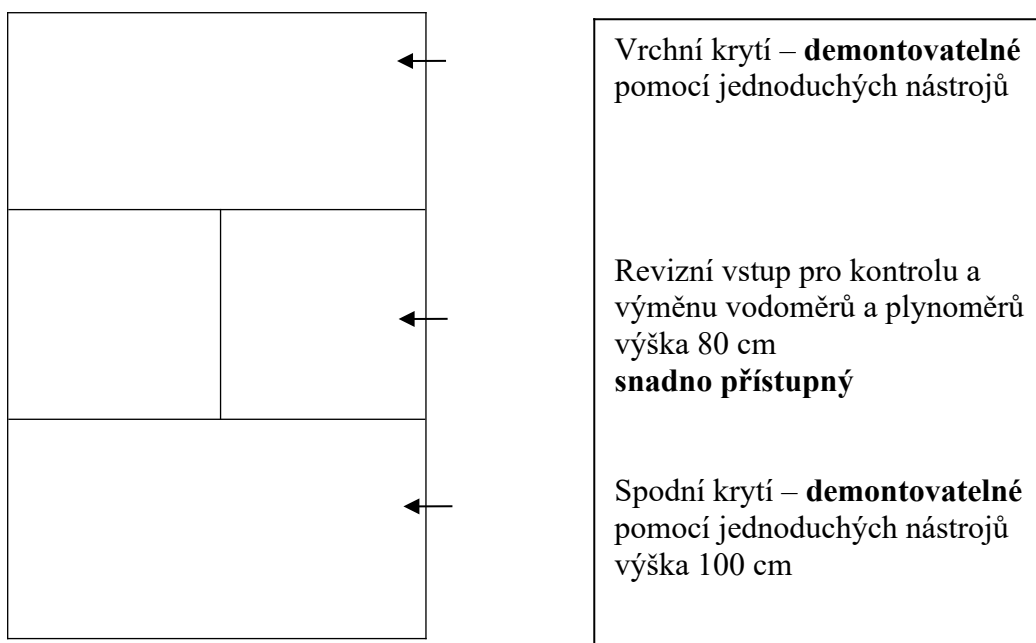 Vrchní krytí – demontovatelné
pomocí jednoduchých nástrojů
Revizní vstup pro kontrolu a
výměnu vodoměrů a plynoměrů
výška 80 cm
snadno přístupný
Spodní krytí – demontovatelné
pomocí jednoduchých nástrojů
výška 100 cm